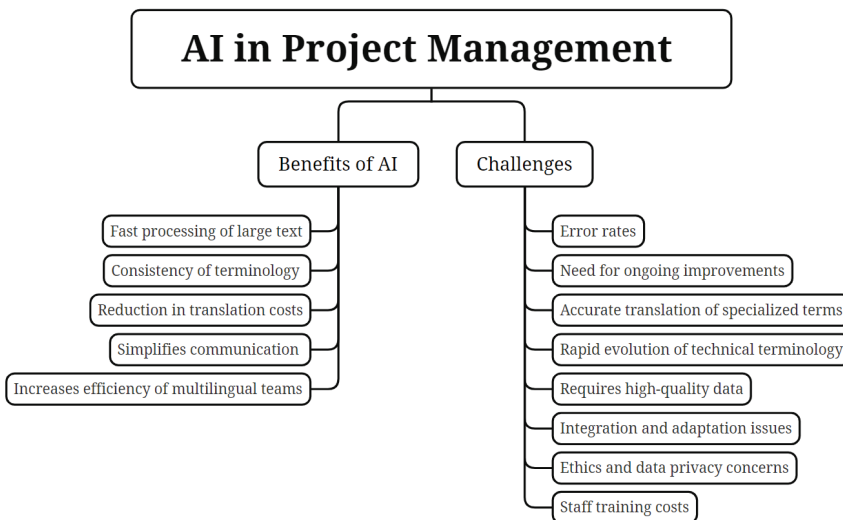 AI in Project Management
Benefits of AI
Challenges
Fast processing of large text
Consistency of terminology
Reduction in translation costs
Simplifies communication
Increases efficiency of multilingual teams
Error rates
Need for ongoing improvements
Accurate translation of specialized terms
Rapid evolution of technical terminology
Requires high-quality data
Integration and adaptation issues
Ethics and data privacy concerns
Staff training costs